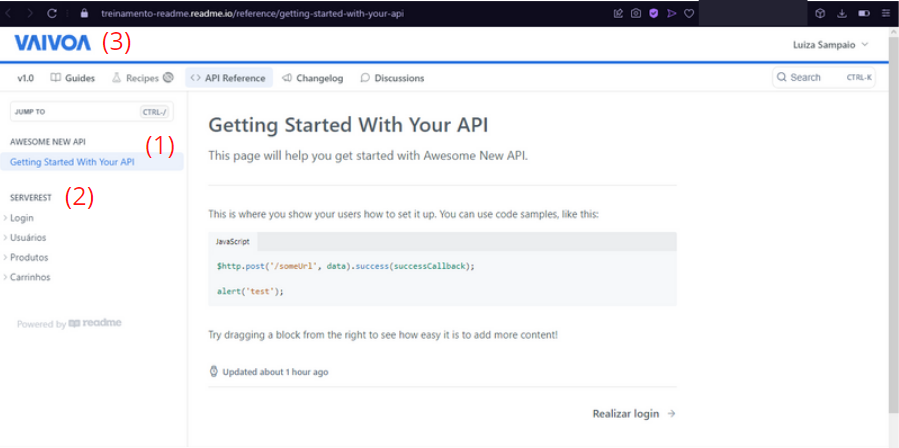 treinamento-readme.readme.io/reference/getting-started-with-your-api
VAIVOA (3)
Luiza Sampaio
v1.0 Guides Recipes API Reference Changelog Discussions Search CTRL-K
JUMP TO CTRL-/
AWESOME NEW API (1)
Getting Started With Your API
SERVEREST (2)
Login
Usuários
Produtos
Carrinhos
Powered by readme
Getting Started With Your API
This page will help you get started with Awesome New API.
This is where you show your users how to set it up. You can use code samples, like this:
JavaScript
$http.post('/someUrl', data).success(successCallback);
alert('test');
Try dragging a block from the right to see how easy it is to add more content!
Updated about 1 hour ago
Realizar login →